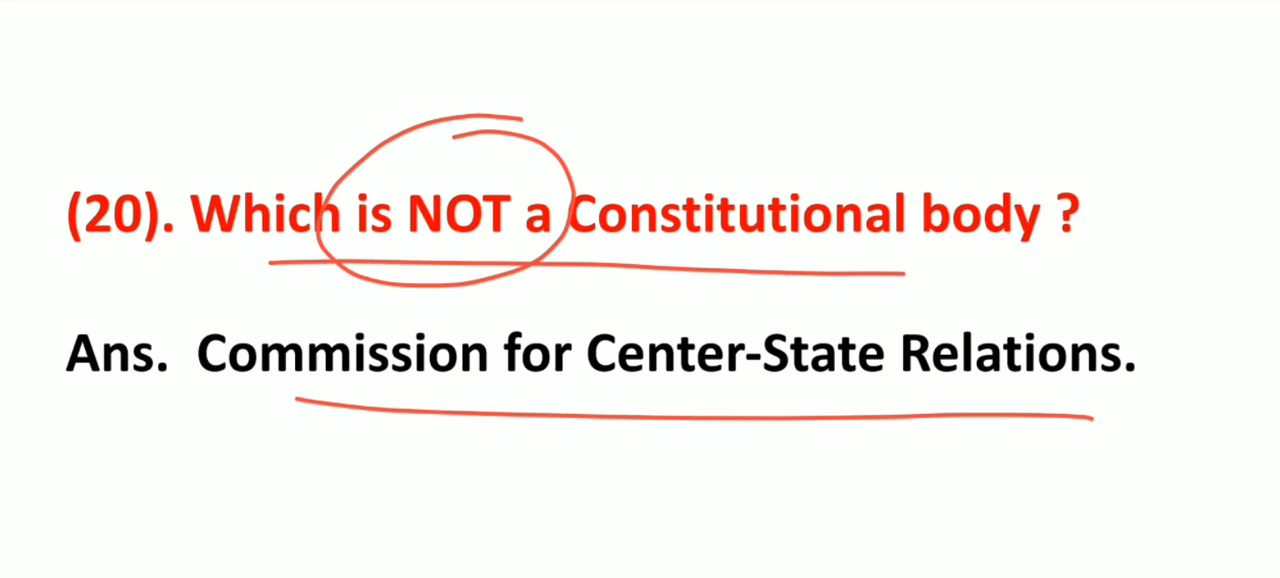 (20). Which is NOT a Constitutional body ?
Ans. Commission for Center-State Relations.